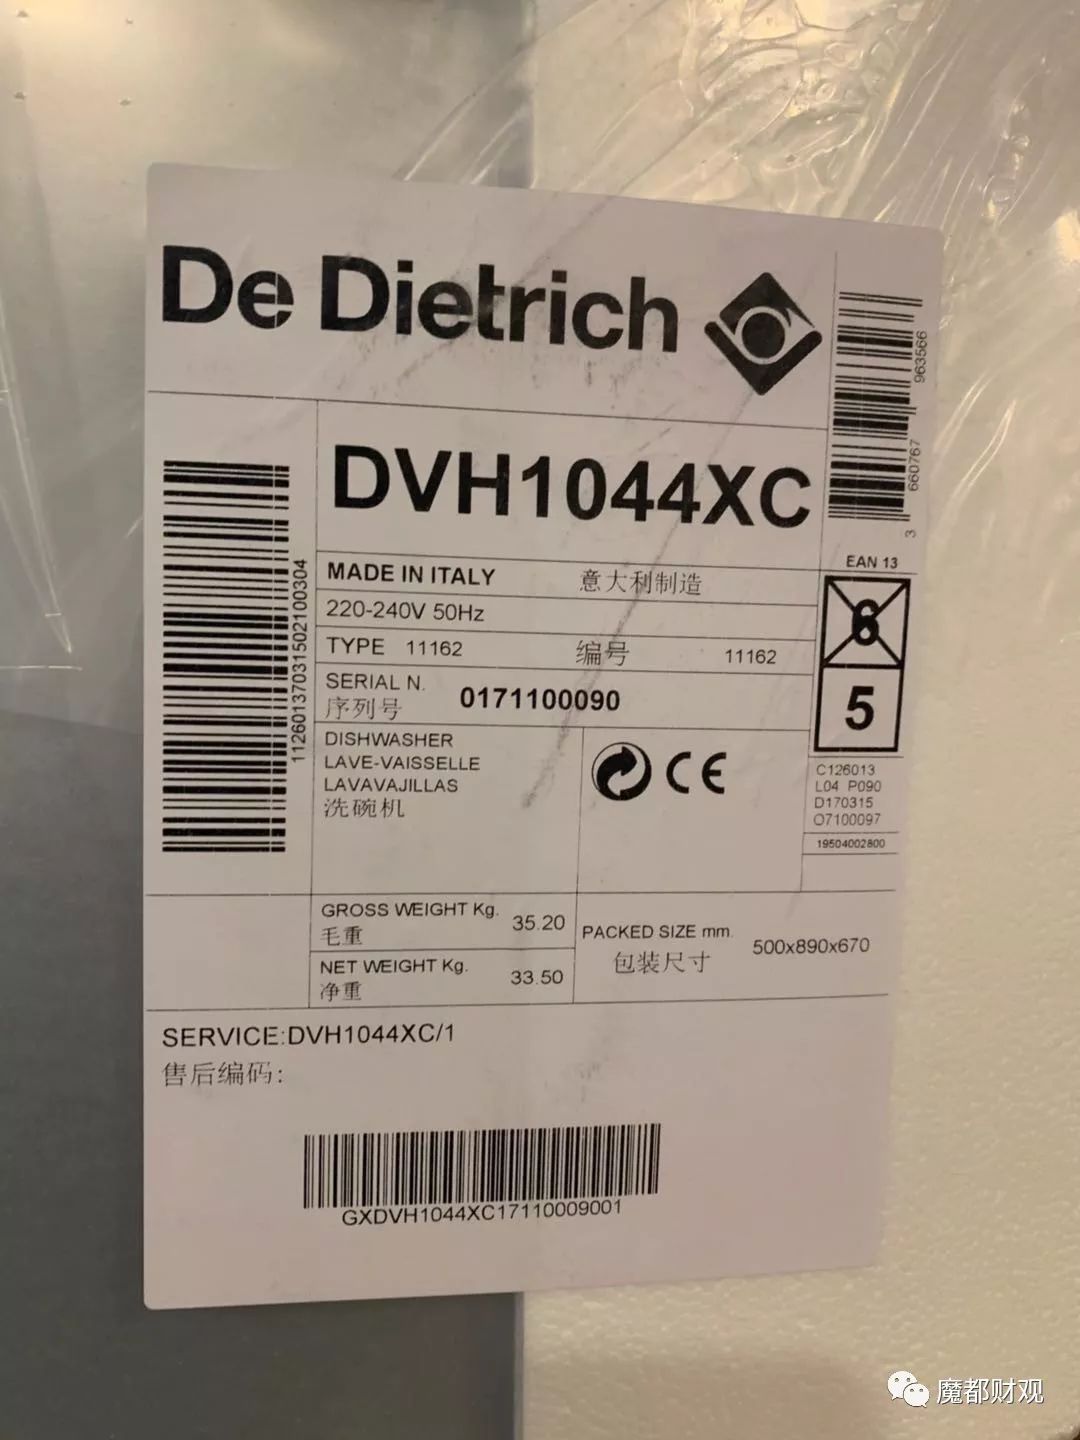 De Dietrich
DVH1044XC
MADE IN ITALY 意大利制造
220-240V 50Hz
TYPE 11162 编号 11162
SERIAL N. 0171100090
序列号
DISHWASHER
LAVE-VAISSELLE
LAVAVAJILLAS
洗碗机
CE
3 660767 963566
EAN 13
6
5
C126013
L04 P090
D170315
O7100097
19504002800
11260137031502100304
GROSS WEIGHT Kg. 35.20
毛重
NET WEIGHT Kg. 33.50
净重
PACKED SIZE mm. 500x890x670
包装尺寸
SERVICE:DVH1044XC/1
售后编码:
GXDVH1044XC17110009001
魔都财观